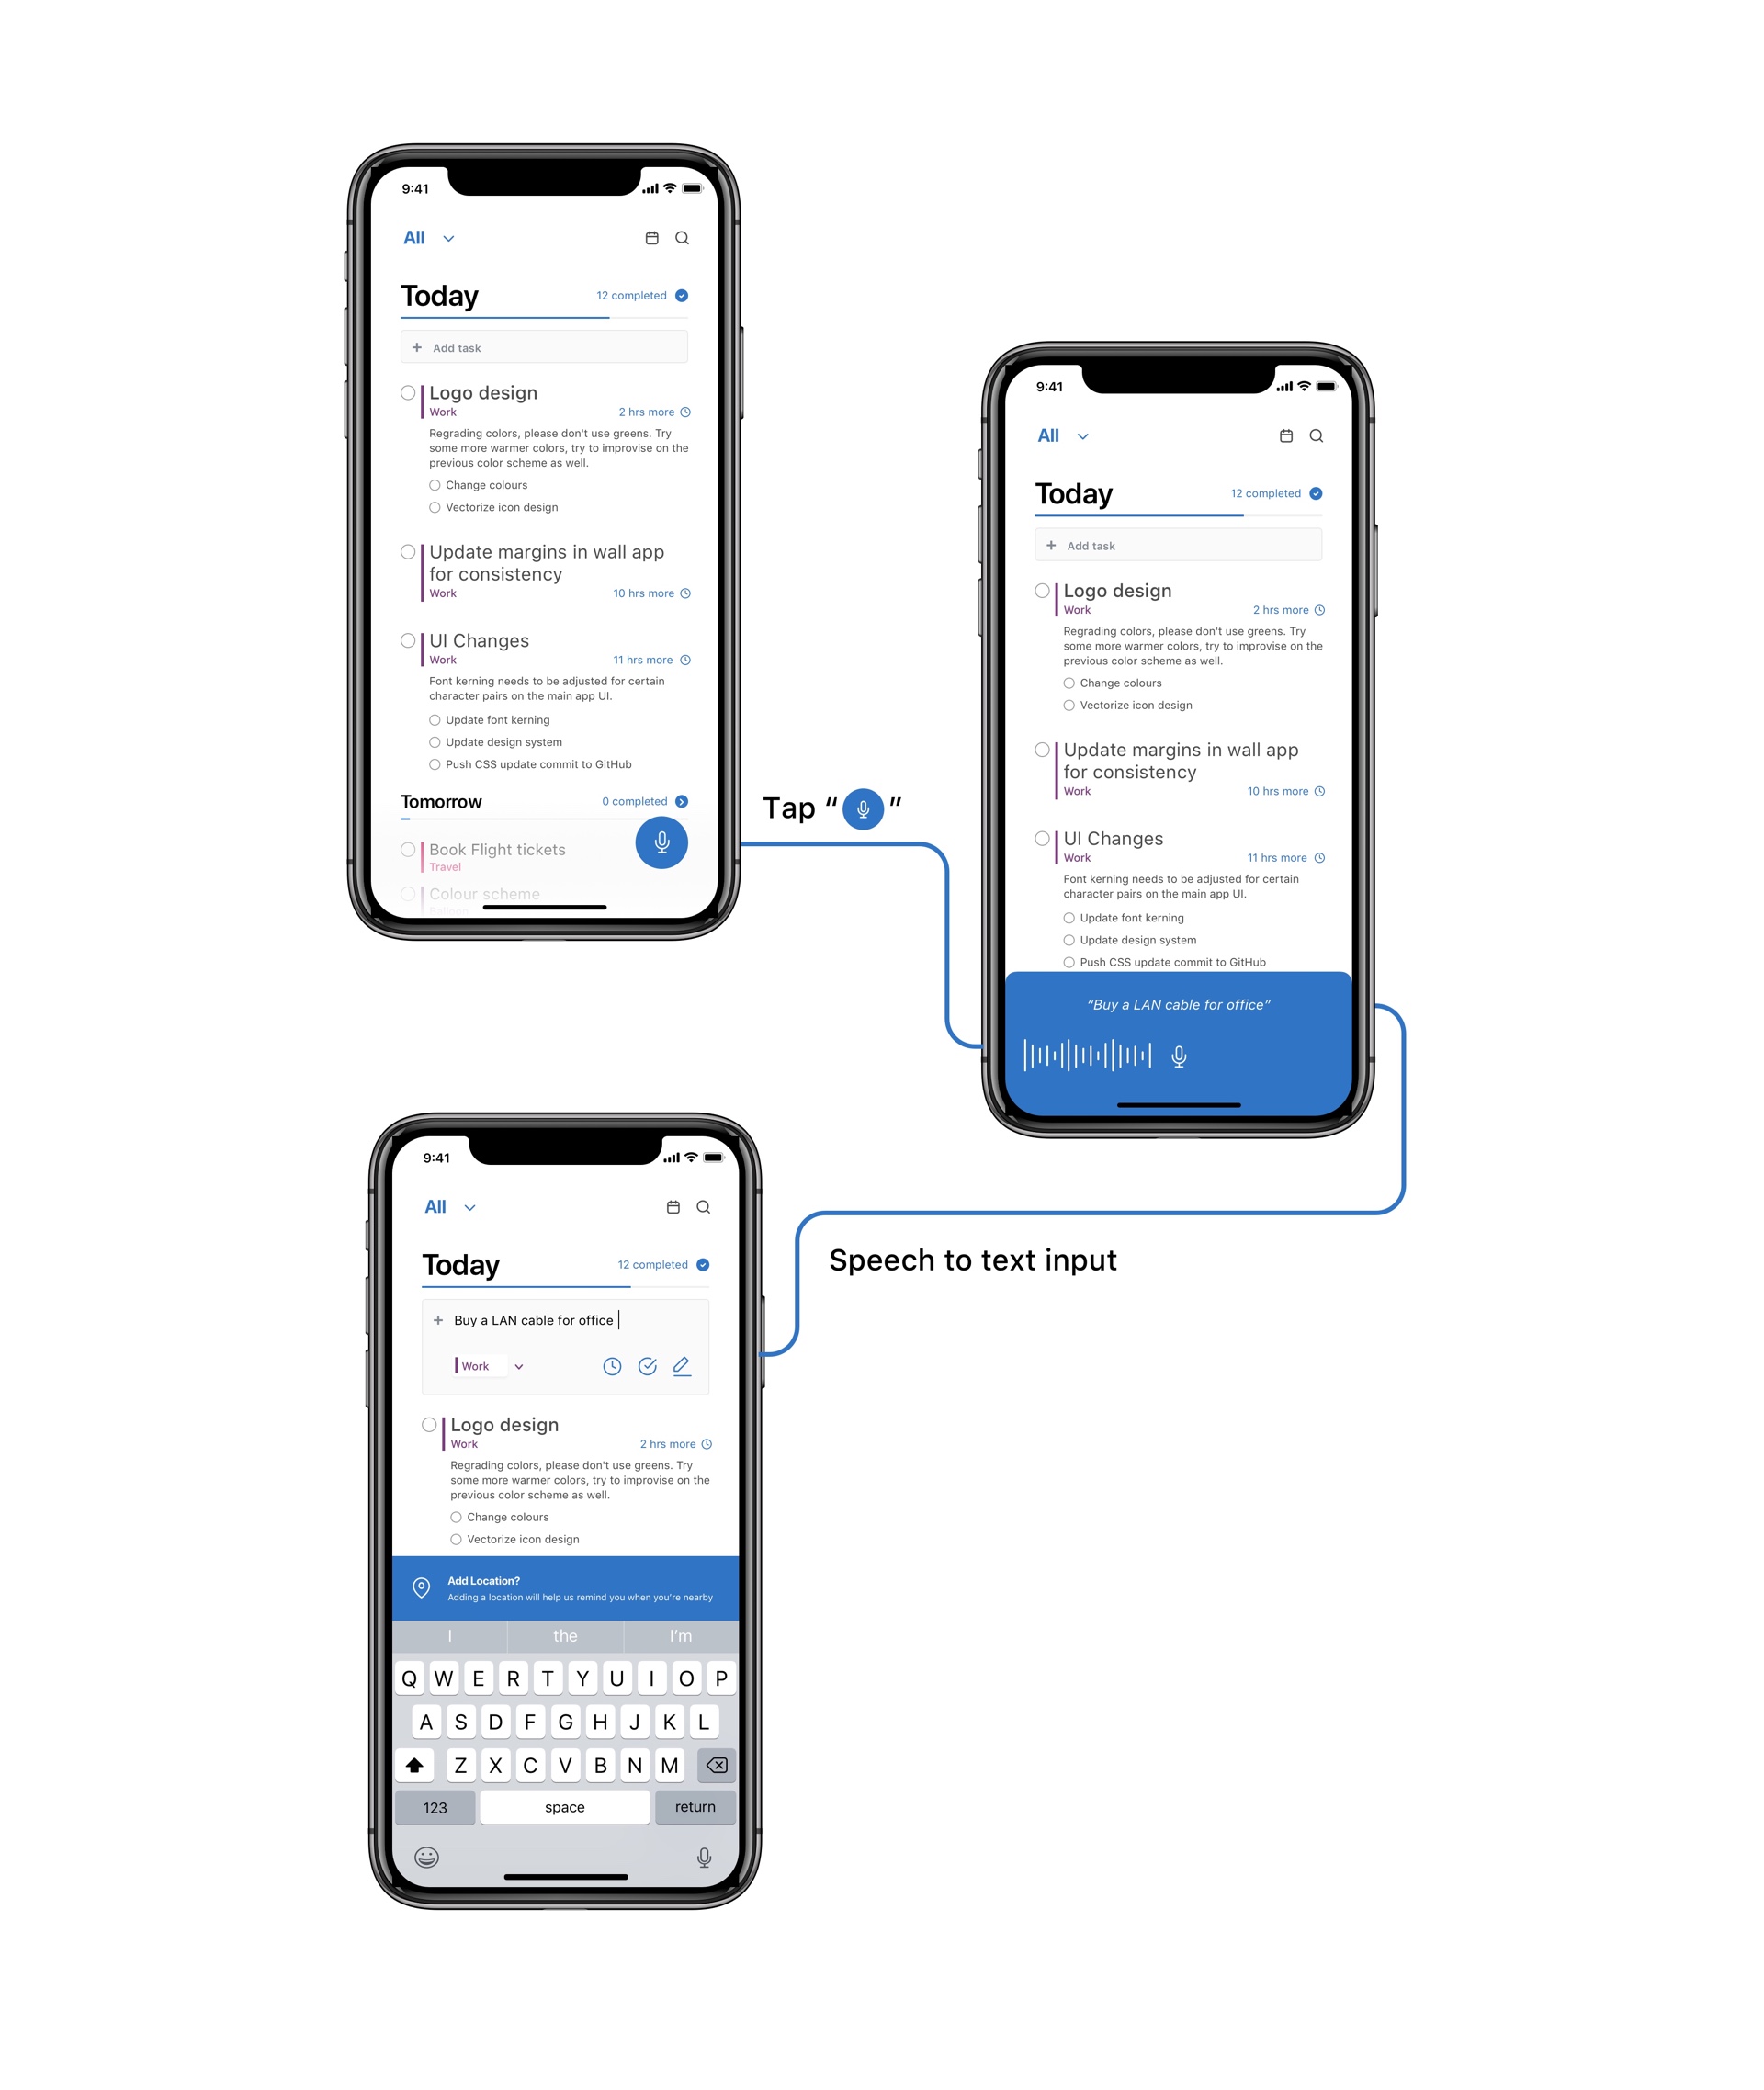 9:41
All
Today
12 completed
+ Add task
Logo design
Work
2 hrs more
Regrading colors, please don't use greens. Try
some more warmer colors, try to improvise on the
previous color scheme as well.
Change colours
Vectorize icon design
Update margins in wall app
for consistency
Work
10 hrs more
UI Changes
Work
11 hrs more
Font kerning needs to be adjusted for certain
character pairs on the main app UI.
Update font kerning
Update design system
Push CSS update commit to GitHub
Tomorrow
0 completed
Book Flight tickets
Travel
Colour scheme
Tap “ ”
9:41
All
Today
12 completed
+ Add task
Logo design
Work
2 hrs more
Regrading colors, please don't use greens. Try
some more warmer colors, try to improvise on the
previous color scheme as well.
Change colours
Vectorize icon design
Update margins in wall app
for consistency
Work
10 hrs more
UI Changes
Work
11 hrs more
Font kerning needs to be adjusted for certain
character pairs on the main app UI.
Update font kerning
Update design system
Push CSS update commit to GitHub
“Buy a LAN cable for office”
Speech to text input
9:41
All
Today
12 completed
+ Buy a LAN cable for office
Work
Logo design
Work
2 hrs more
Regrading colors, please don't use greens. Try
some more warmer colors, try to improvise on the
previous color scheme as well.
Change colours
Vectorize icon design
Add Location?
Adding a location will help us remind you when you're nearby
I the I'm
Q W E R T Y U I O P
A S D F G H J K L
Z X C V B N M
123 space return